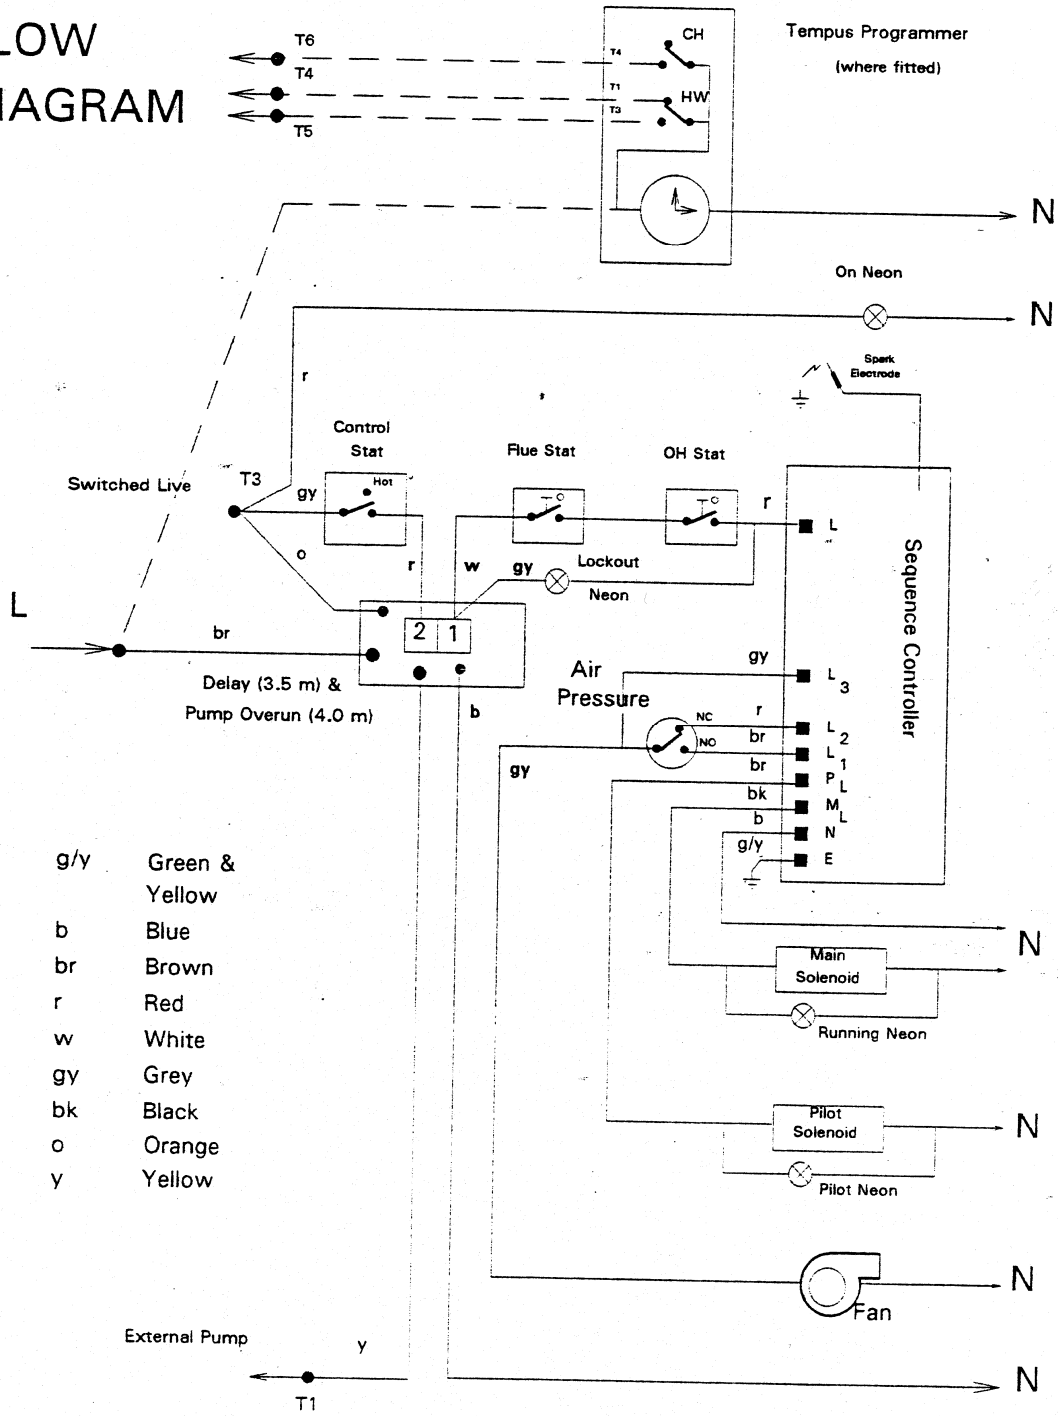 LOW
IAGRAM
T6
T4
T5
T4
CH
T1
HW
T3
Tempus Programmer
(where fitted)
N
On Neon
N
Spark
Electrode
r
Control
Stat
Flue Stat
OH Stat
Switched Live
T3
gy
Hot
r
L
o
r
w
gy
Lockout
Neon
Sequence Controller
L
br
2
1
Delay (3.5 m) &
Pump Overun (4.0 m)
b
Air
Pressure
gy
L3
NC
r
L2
NO
br
L1
gy
br
PL
bk
ML
b
N
g/y
E
g/y Green &
Yellow
b Blue
br Brown
r Red
w White
gy Grey
bk Black
o Orange
y Yellow
N
Main
Solenoid
Running Neon
Pilot
Solenoid
N
Pilot Neon
N
Fan
External Pump
y
T1
N